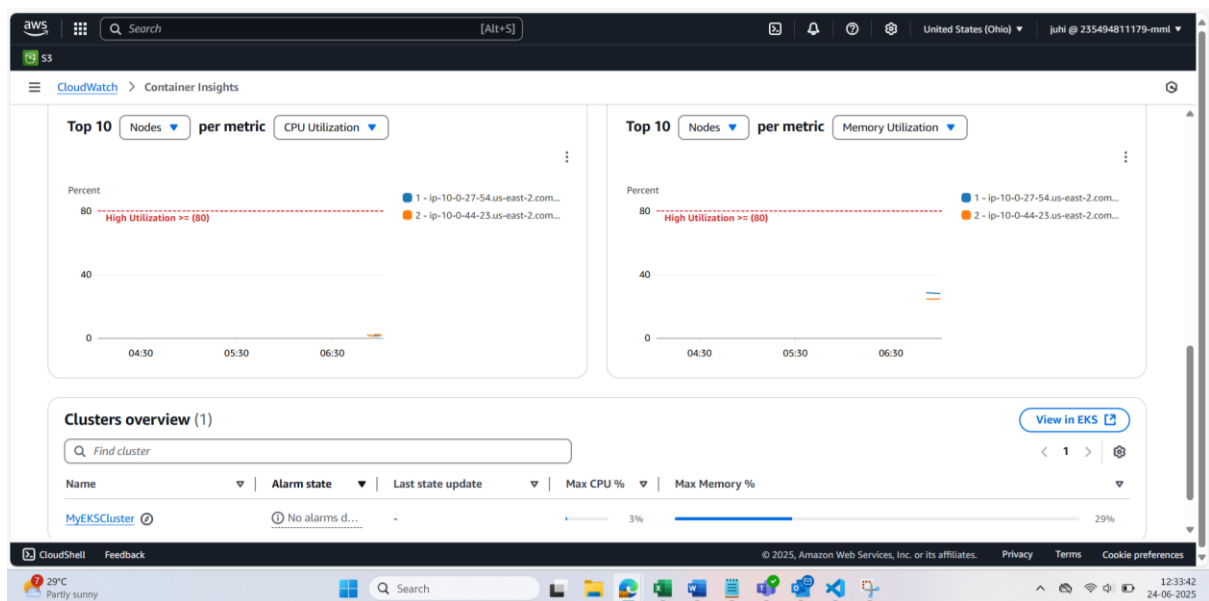 aws
Search [Alt+S]
United States (Ohio) ▼ juhi @ 235494811179-mml ▼
S3
CloudWatch > Container Insights
Top 10 Nodes ▼ per metric CPU Utilization ▼
Percent
80
High Utilization >= (80)
40
0
04:30 05:30 06:30
1 - ip-10-0-27-54.us-east-2.com...
2 - ip-10-0-44-23.us-east-2.com...
Top 10 Nodes ▼ per metric Memory Utilization ▼
Percent
80
High Utilization >= (80)
40
0
04:30 05:30 06:30
1 - ip-10-0-27-54.us-east-2.com...
2 - ip-10-0-44-23.us-east-2.com...
Clusters overview (1)
View in EKS
Find cluster
< 1 >
Name Alarm state ▼ Last state update Max CPU % Max Memory %
MyEKSCluster No alarms d... - 3% 29%
CloudShell Feedback © 2025, Amazon Web Services, Inc. or its affiliates. Privacy Terms Cookie preferences
7
29°C
Partly sunny
Search
12:33:42
24-06-2025